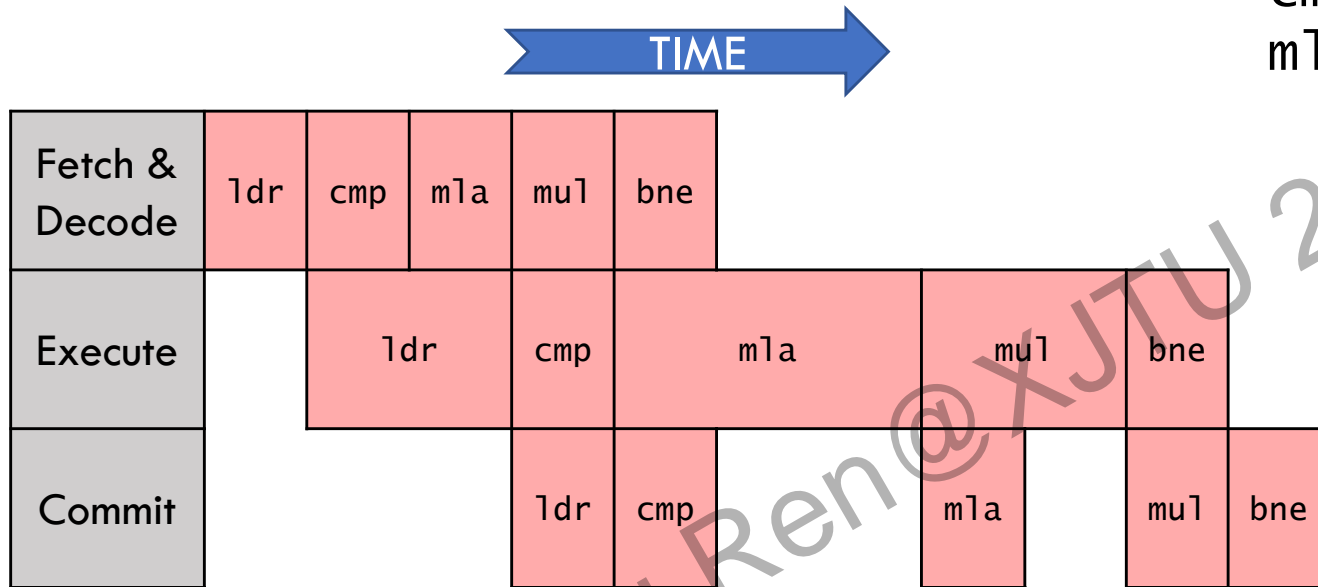 TIME
ml
Fetch &
Decode
ldr
cmp
mla
mul
bne
Execute
ldr
cmp
mla
mul
bne
Commit
ldr
cmp
mla
mul
bne
Ren@XJTU 2